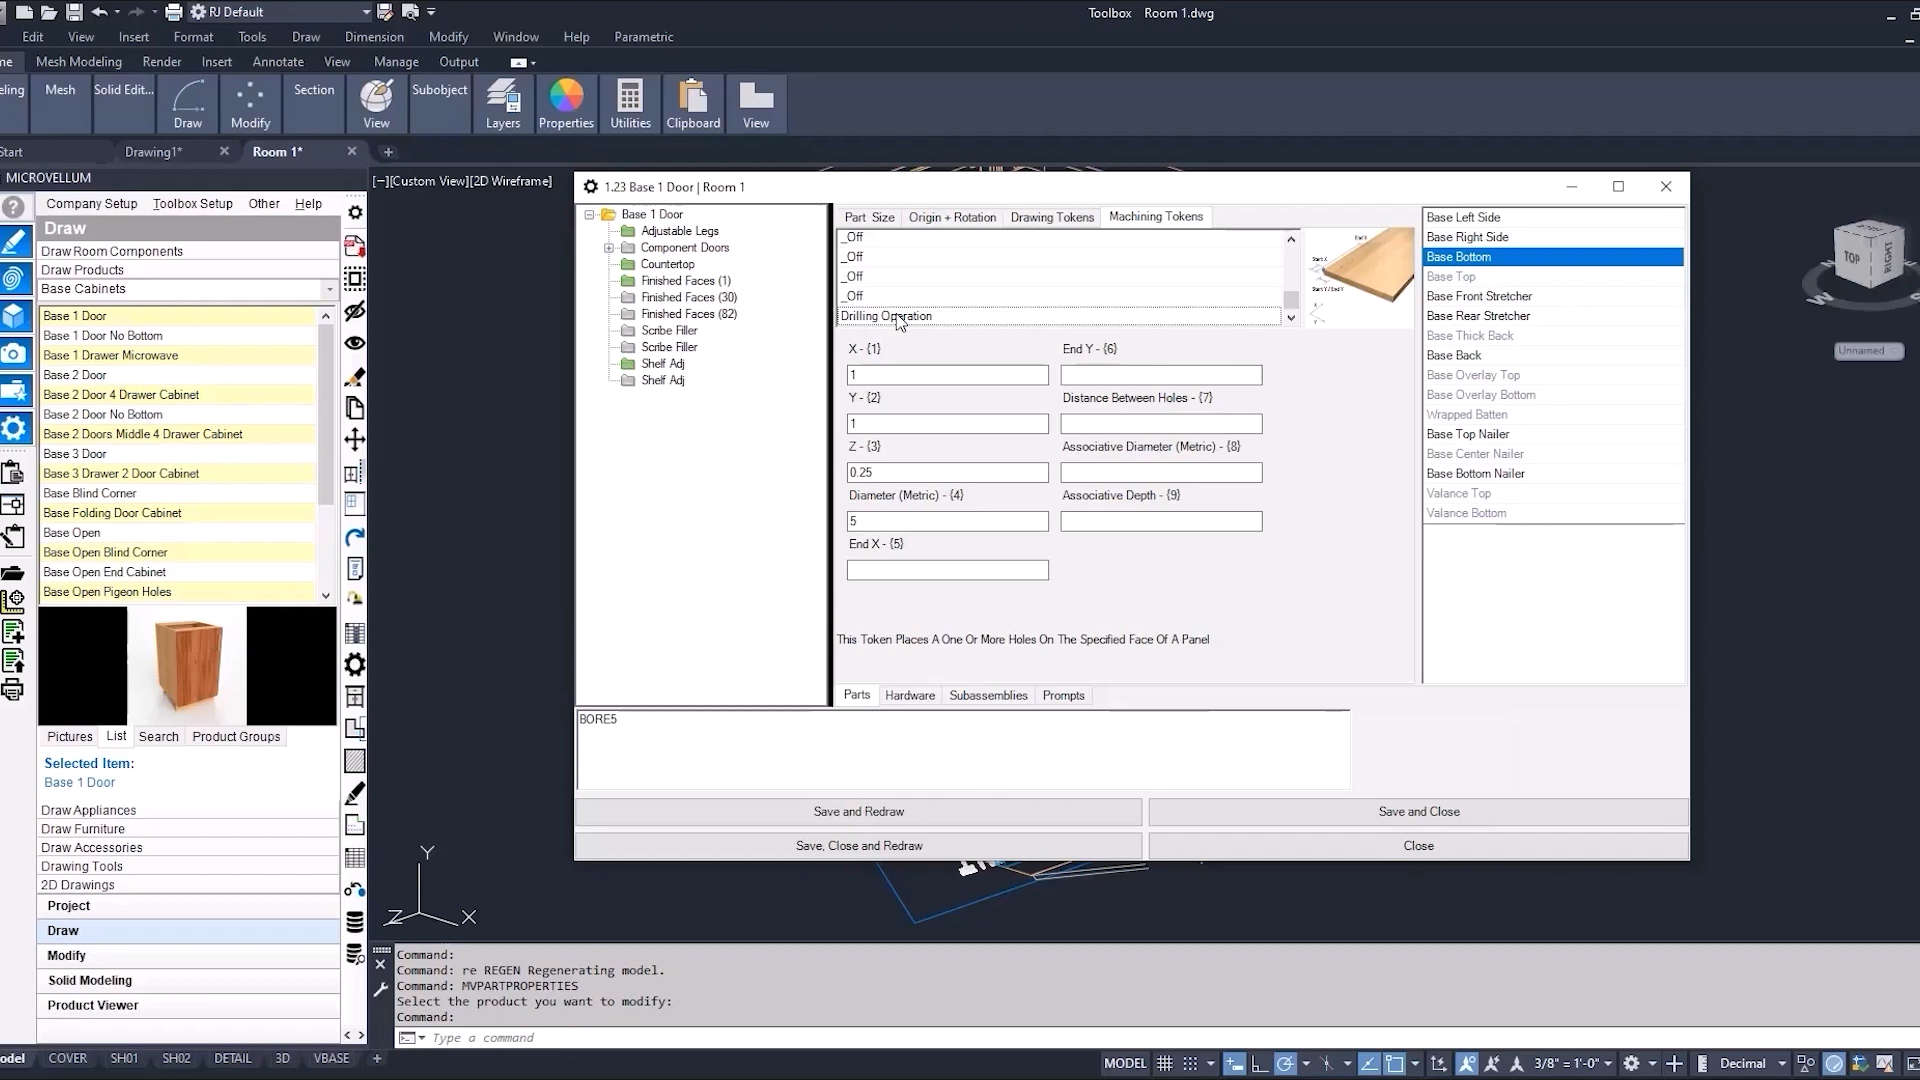 RJ Default
Toolbox Room 1.dwg
Edit View Insert Format Tools Draw Dimension Modify Window Help Parametric
me Mesh Modeling Render Insert Annotate View Manage Output
eling Mesh Solid Edit... Draw Modify Section View Subobject Layers Properties Utilities Clipboard View
Start Drawing1* Room 1*
MICROVELLUM
Company Setup Toolbox Setup Other Help
Draw
Draw Room Components
Draw Products
Base Cabinets
Base 1 Door
Base 1 Door No Bottom
Base 1 Drawer Microwave
Base 2 Door
Base 2 Door 4 Drawer Cabinet
Base 2 Door No Bottom
Base 2 Doors Middle 4 Drawer Cabinet
Base 3 Door
Base 3 Drawer 2 Door Cabinet
Base Blind Corner
Base Folding Door Cabinet
Base Open
Base Open Blind Corner
Base Open End Cabinet
Base Open Pigeon Holes
Pictures List Search Product Groups
Selected Item:
Base 1 Door
Draw Appliances
Draw Furniture
Draw Accessories
Drawing Tools
2D Drawings
Project
Draw
Modify
Solid Modeling
Product Viewer
[−][Custom View][2D Wireframe]
1.23 Base 1 Door | Room 1
Base 1 Door
Adjustable Legs
Component Doors
Countertop
Finished Faces (1)
Finished Faces (30)
Finished Faces (82)
Scribe Filler
Scribe Filler
Shelf Adj
Shelf Adj
Part Size Origin + Rotation Drawing Tokens Machining Tokens
_Off
_Off
_Off
_Off
Drilling Operation
X - {1}
1
Y - {2}
1
Z - {3}
0.25
Diameter (Metric) - {4}
5
End X - {5}
End Y - {6}
Distance Between Holes - {7}
Associative Diameter (Metric) - {8}
Associative Depth - {9}
This Token Places A One Or More Holes On The Specified Face Of A Panel
Parts Hardware Subassemblies Prompts
Base Left Side
Base Right Side
Base Bottom
Base Top
Base Front Stretcher
Base Rear Stretcher
Base Thick Back
Base Back
Base Overlay Top
Base Overlay Bottom
Wrapped Batten
Base Top Nailer
Base Center Nailer
Base Bottom Nailer
Valance Top
Valance Bottom
BORE5
Save and Redraw Save and Close
Save, Close and Redraw Close
TOP RIGHT
W
Unnamed
Y
Z X
Command:
Command: re REGEN Regenerating model.
Command: MVPARTPROPERTIES
Select the product you want to modify:
Command:
Type a command
odel COVER SH01 SH02 DETAIL 3D VBASE
MODEL 3/8" = 1'-0" Decimal